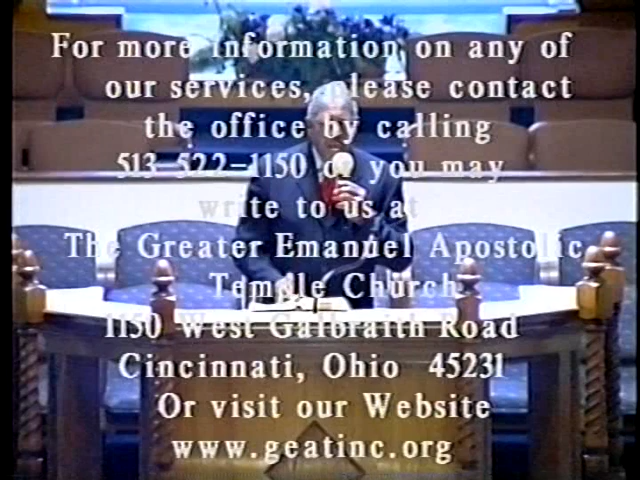 For more information on any of
our services, please contact
the office by calling
513-522-1150 or you may
write to us at
The Greater Emanuel Apostolic
Temple Church
1150 West Galbraith Road
Cincinnati, Ohio 45231
Or visit our Website
www.geatinc.org